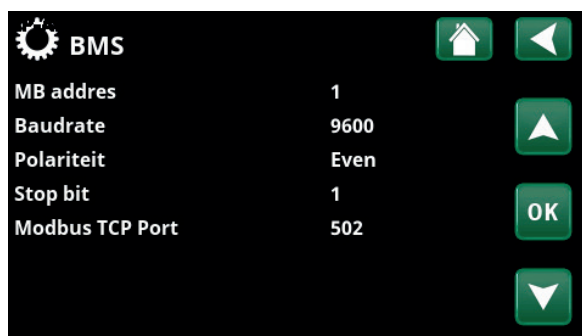 BMS
MB addres 1
Baudrate 9600
Polariteit Even
Stop bit 1
Modbus TCP Port 502
OK